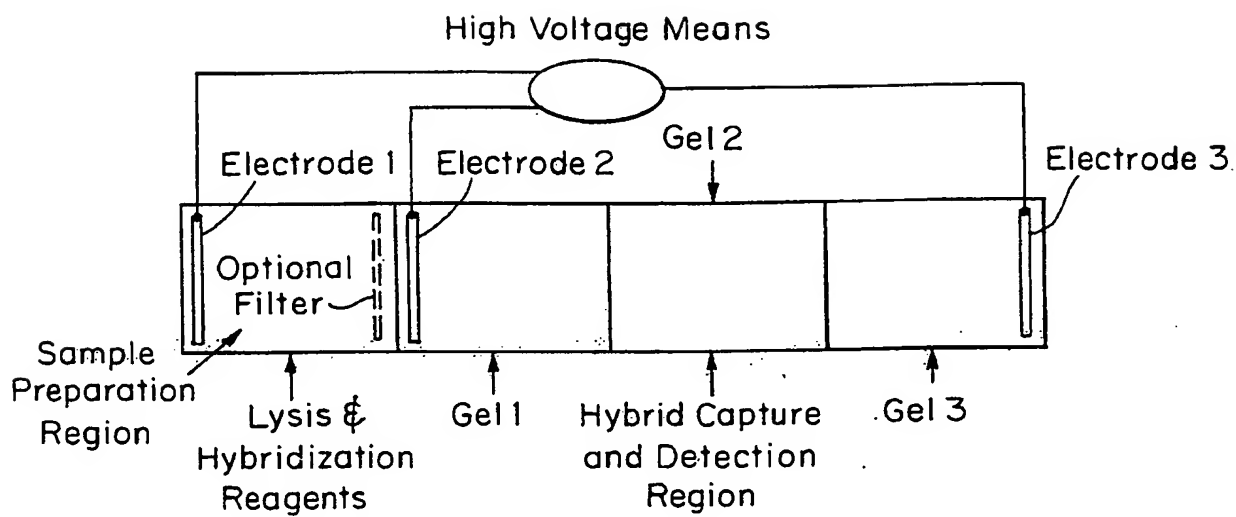 High Voltage Means
Gel 2
Electrode 1
Electrode 2
Electrode 3
Optional
Filter
Sample
Preparation
Region
Lysis &
Hybridization
Reagents
Gel 1
Hybrid Capture
and Detection
Region
Gel 3